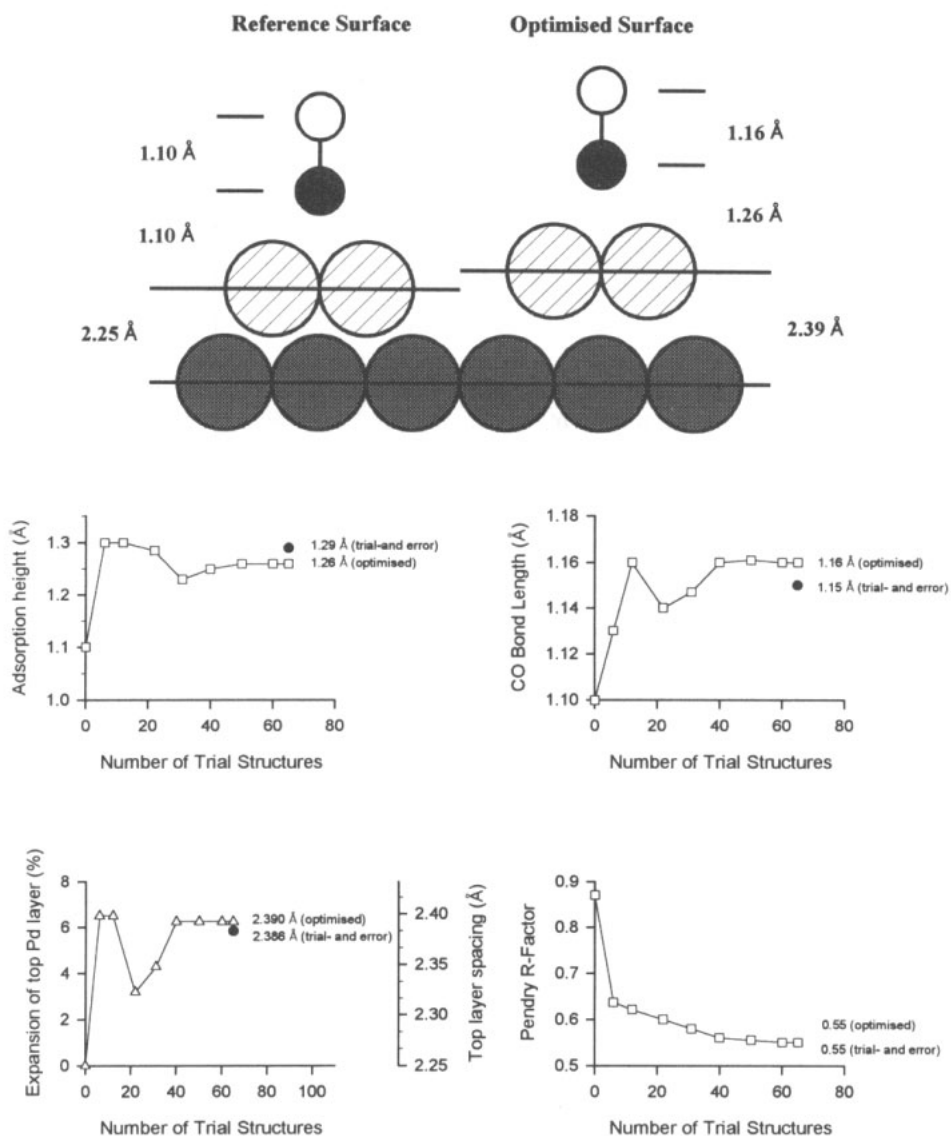 Reference Surface
Optimised Surface
1.10 Å
1.16 Å
1.10 Å
1.26 Å
2.25 Å
2.39 Å
Adsorption height (Å)
1.3
1.2
1.1
1.0
0
20
40
60
80
1.29 Å (trial-and error)
1.26 Å (optimised)
Number of Trial Structures
CO Bond Length (Å)
1.18
1.16
1.14
1.12
1.10
0
20
40
60
80
1.16 Å (optimised)
1.15 Å (trial- and error)
Number of Trial Structures
Expansion of top Pd layer (%)
8
6
4
2
0
0
20
40
60
80
100
2.390 Å (optimised)
2.386 Å (trial- and error)
Top layer spacing (Å)
2.40
2.35
2.30
2.25
Number of Trial Structures
Pendry R-Factor
0.9
0.8
0.7
0.6
0.5
0
20
40
60
80
0.55 (optimised)
0.55 (trial- and error)
Number of Trial Structures